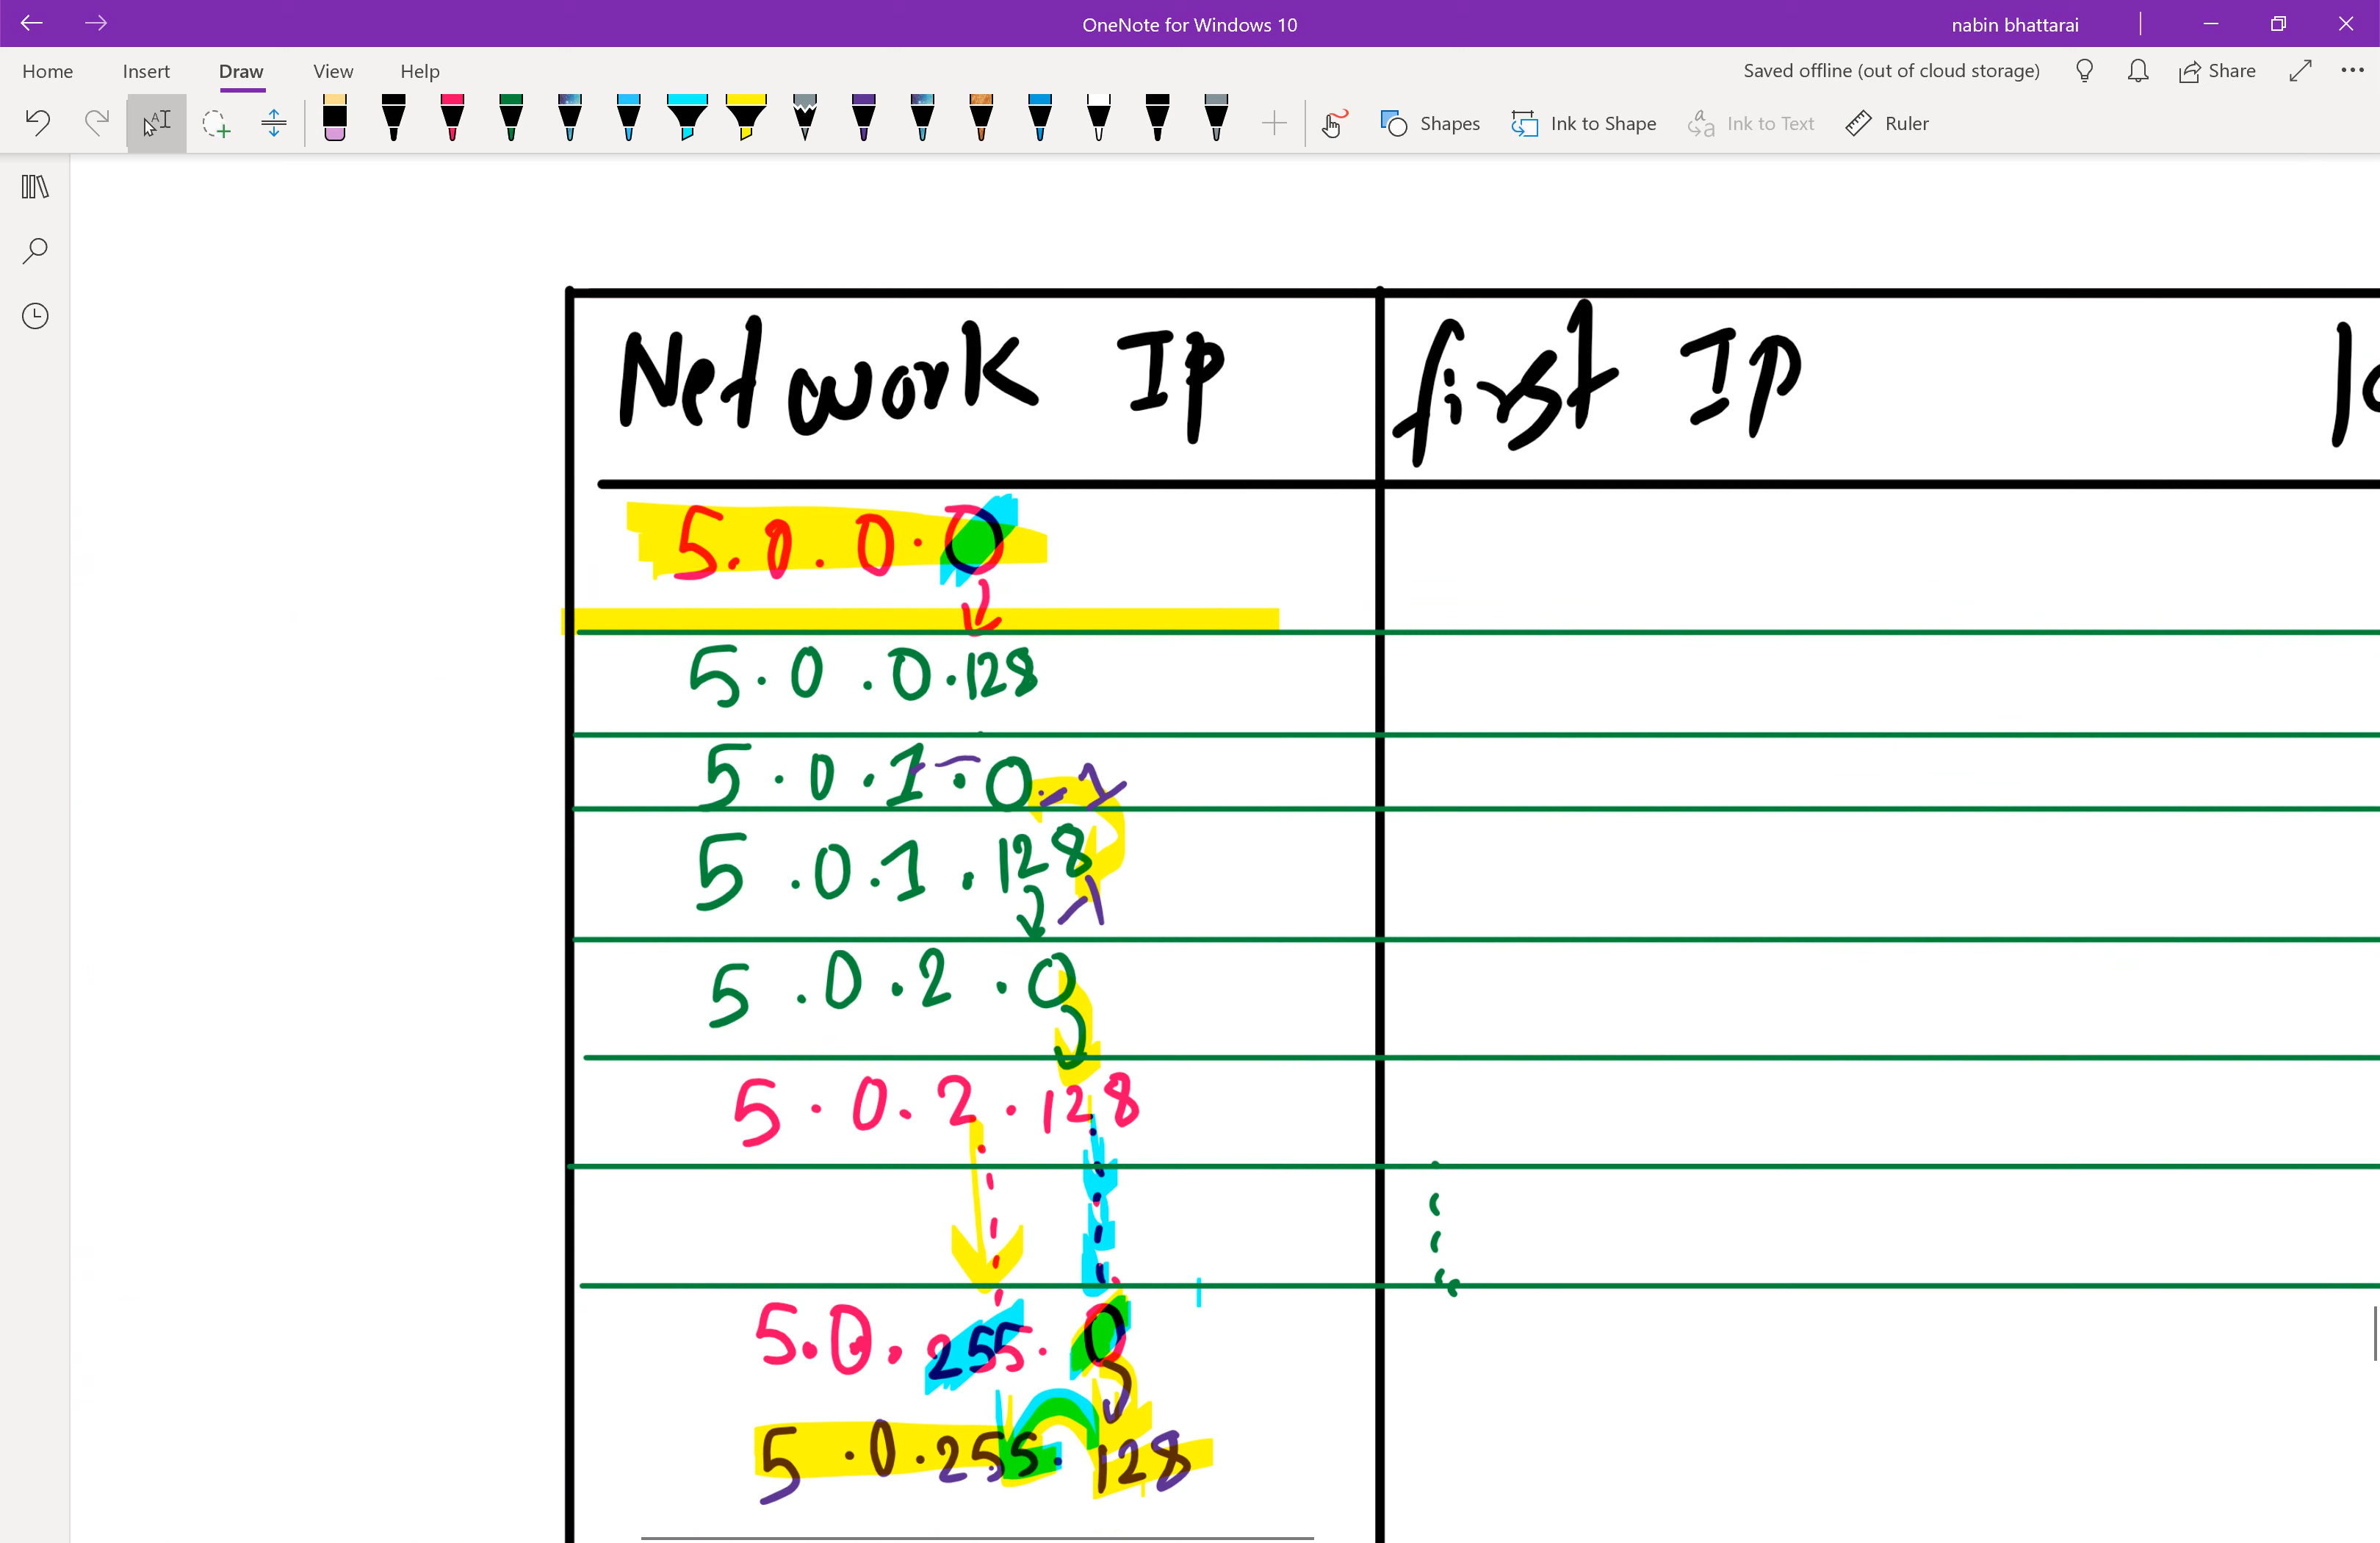 OneNote for Windows 10
nabin bhattarai
Home Insert Draw View Help
Saved offline (out of cloud storage)
Share
Shapes Ink to Shape Ink to Text Ruler
Network Ip first IP
5.0.0.0
5.0.0.128
5.0.1.0
5.0.1.128
5.0.2.0
5.0.2.128
5.0.255.0
5.0.255.128